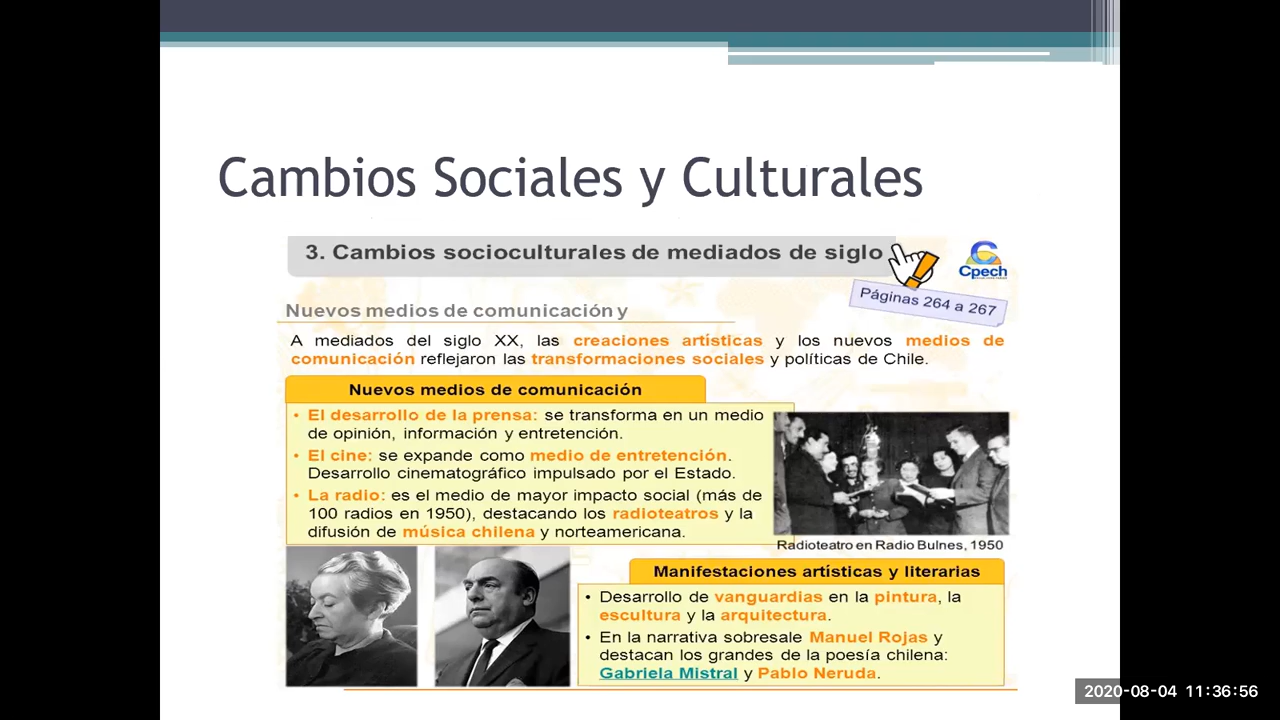 Cambios Sociales y Culturales
3. Cambios socioculturales de mediados de siglo
Cpech
Páginas 264 a 267
Nuevos medios de comunicación y
A mediados del siglo XX, las creaciones artísticas y los nuevos medios de
comunicación reflejaron las transformaciones sociales y políticas de Chile.
Nuevos medios de comunicación
• El desarrollo de la prensa: se transforma en un medio
de opinión, información y entretención.
• El cine: se expande como medio de entretención.
Desarrollo cinematográfico impulsado por el Estado.
• La radio: es el medio de mayor impacto social (más de
100 radios en 1950), destacando los radioteatros y la
difusión de música chilena y norteamericana.
Radioteatro en Radio Bulnes, 1950
Manifestaciones artísticas y literarias
• Desarrollo de vanguardias en la pintura, la
escultura y la arquitectura.
• En la narrativa sobresale Manuel Rojas y
destacan los grandes de la poesía chilena:
Gabriela Mistral y Pablo Neruda.
2020-08-04 11:36:56